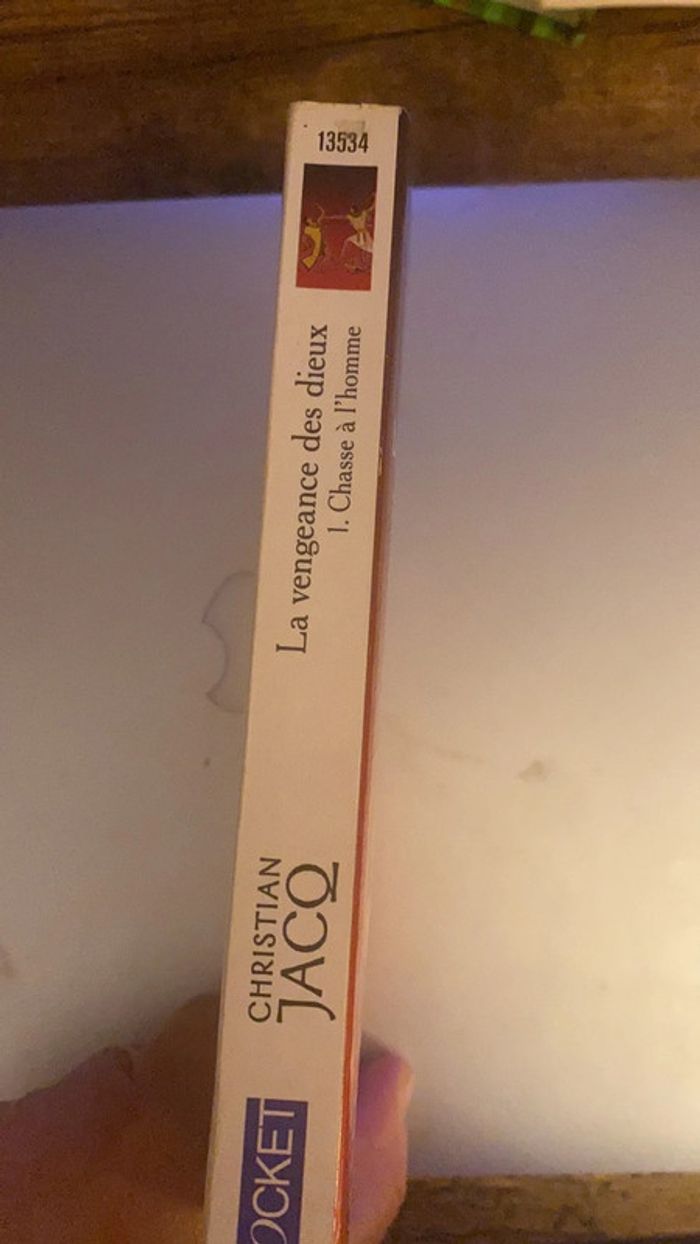 13534
La vengeance des dieux
1. Chasse à l'homme
CHRISTIAN
JACQ
OCKET